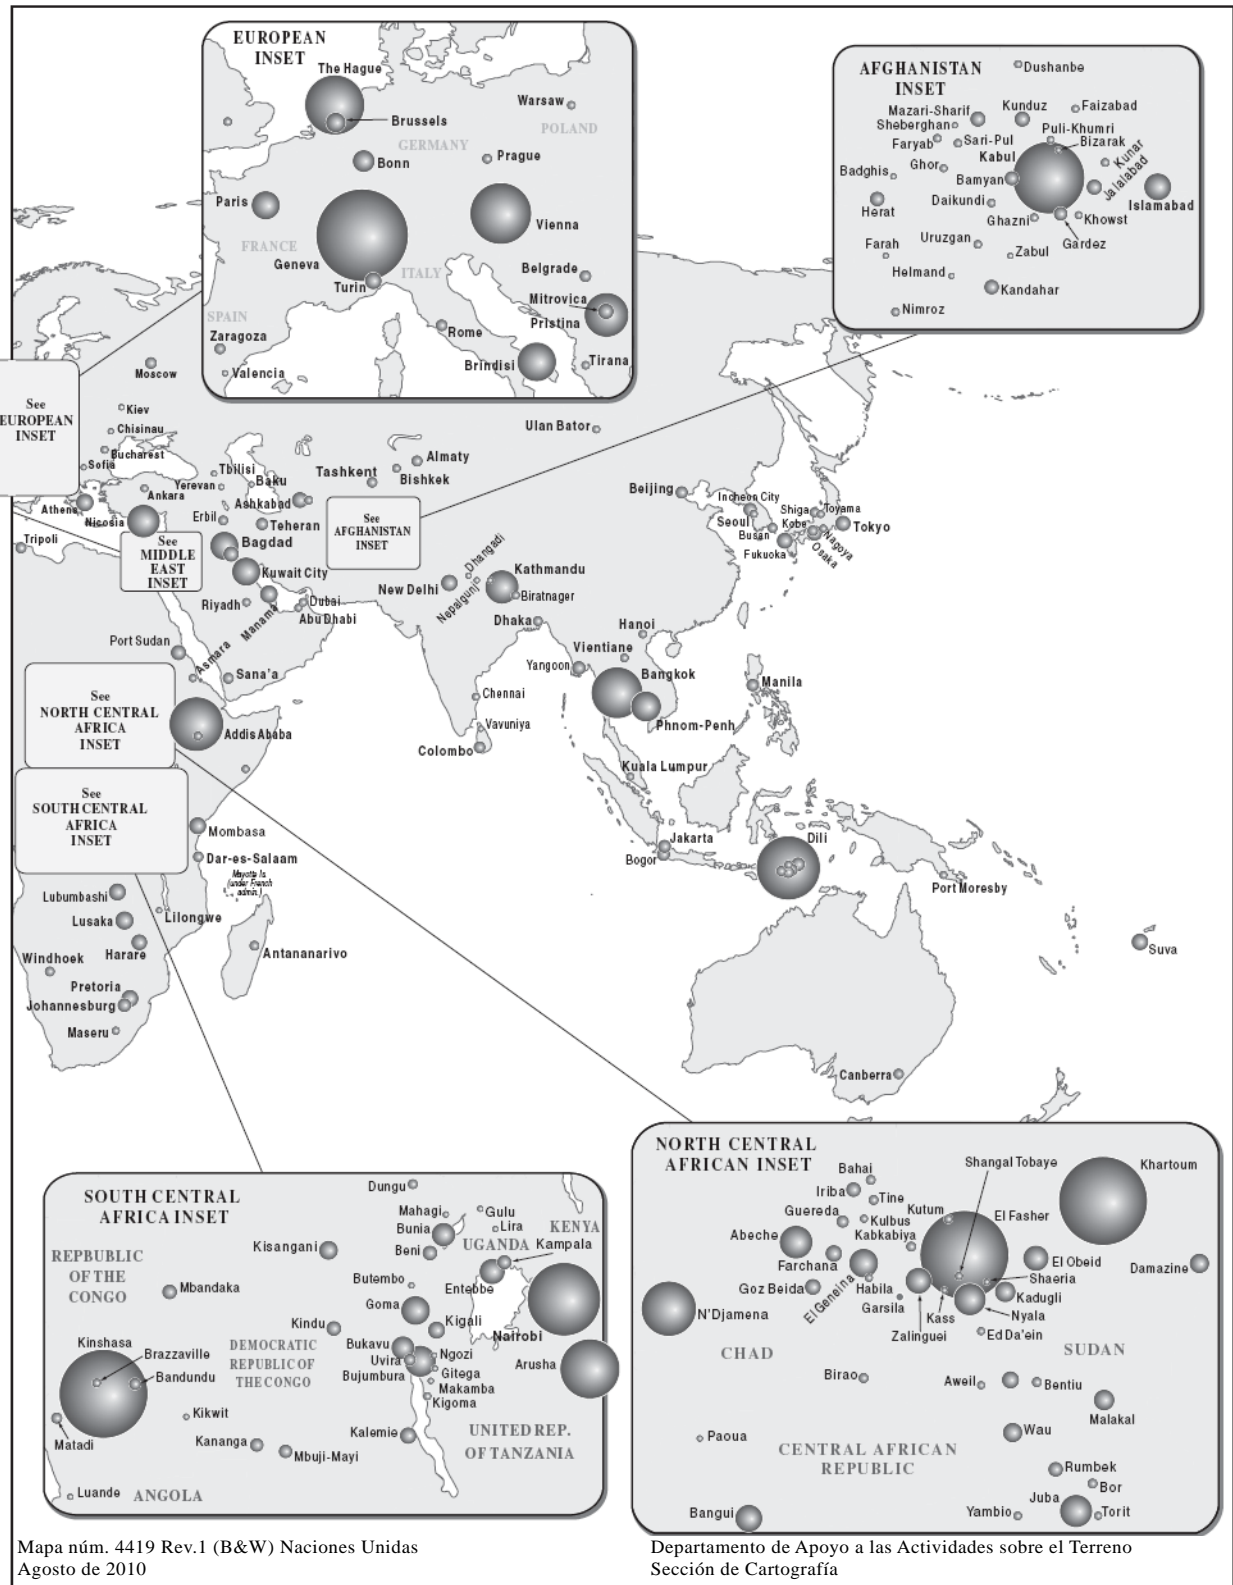 EUROPEAN
INSET
The Hague
Brussels
GERMANY
Bonn
Warsaw
POLAND
Prague
Paris
Vienna
FRANCE
Geneva
ITALY
Turin
Belgrade
Mitrovica
Pristina
SPAIN
Zaragoza
Rome
Valencia
Brindisi
Tirana
AFGHANISTAN
INSET
Dushanbe
Mazari-Sharif
Kunduz
Faizabad
Sheberghan
Puli-Khumri
Faryab
Sari-Pul
Bizarak
Kabul
Kunar
Badghis
Ghor
Bamyan
Jalalabad
Islamabad
Herat
Daikundi
Ghazni
Khowst
Gardez
Farah
Uruzgan
Zabul
Helmand
Kandahar
Nimroz
Moscow
See
EUROPEAN
INSET
Kiev
Chisinau
Bucharest
Sofia
Athens
Ankara
Nicosia
Tripoli
Tbilisi
Yerevan
Baku
Ashkabad
Erbil
Teheran
Bagdad
See
MIDDLE
EAST
INSET
Kuwait City
Riyadh
Manama
Dubai
Abu Dhabi
Tashkent
Almaty
Bishkek
See
AFGHANISTAN
INSET
Ulan Bator
Beijing
Incheon City
Seoul
Busan
Shiga
Toyama
Kobe
Tokyo
Nagoya
Osaka
Fukuoka
New Delhi
Dhangadi
Nepalgunj
Kathmandu
Biratnager
Dhaka
Hanoi
Vientiane
Yangoon
Bangkok
Manila
Phnom-Penh
Chennai
Vavuniya
Colombo
Kuala Lumpur
Port Sudan
Asmara
Sana'a
See
NORTH CENTRAL
AFRICA
INSET
Addis Ababa
See
SOUTH CENTRAL
AFRICA
INSET
Mombasa
Dar-es-Salaam
Mayotte Is.
(under French
admin.)
Jakarta
Bogor
Dili
Port Moresby
Lubumbashi
Lusaka
Lilongwe
Harare
Antananarivo
Windhoek
Pretoria
Johannesburg
Maseru
Suva
Canberra
SOUTH CENTRAL
AFRICA INSET
Dungu
Mahagi
Gulu
Bunia
Lira
KENYA
Kisangani
Beni
UGANDA
Kampala
REPBUBLIC
OF THE
CONGO
Mbandaka
Butembo
Entebbe
Goma
Kindu
Kigali
Nairobi
Kinshasa
Brazzaville
Bandundu
DEMOCRATIC
REPUBLIC OF
THE CONGO
Bukavu
Uvira
Ngozi
Bujumbura
Gitega
Makamba
Kigoma
Arusha
Kikwit
Matadi
Kananga
Mbuji-Mayi
Kalemie
UNITED REP.
OF TANZANIA
Luande
ANGOLA
NORTH CENTRAL
AFRICAN INSET
Bahai
Shangal Tobaye
Khartoum
Iriba
Tine
Guereda
Kutum
El Fasher
Kulbus
Abeche
Kabkabiya
Farchana
El Obeid
Damazine
Goz Beida
El Geneina
Habila
Shaeria
Garsila
Kadugli
Kass
Nyala
N'Djamena
Zalinguei
Ed Da'ein
CHAD
SUDAN
Birao
Aweil
Bentiu
Malakal
Paoua
Wau
CENTRAL AFRICAN
REPUBLIC
Rumbek
Bor
Juba
Bangui
Yambio
Torit
Mapa núm. 4419 Rev.1 (B&W) Naciones Unidas
Agosto de 2010
Departamento de Apoyo a las Actividades sobre el Terreno
Sección de Cartografía